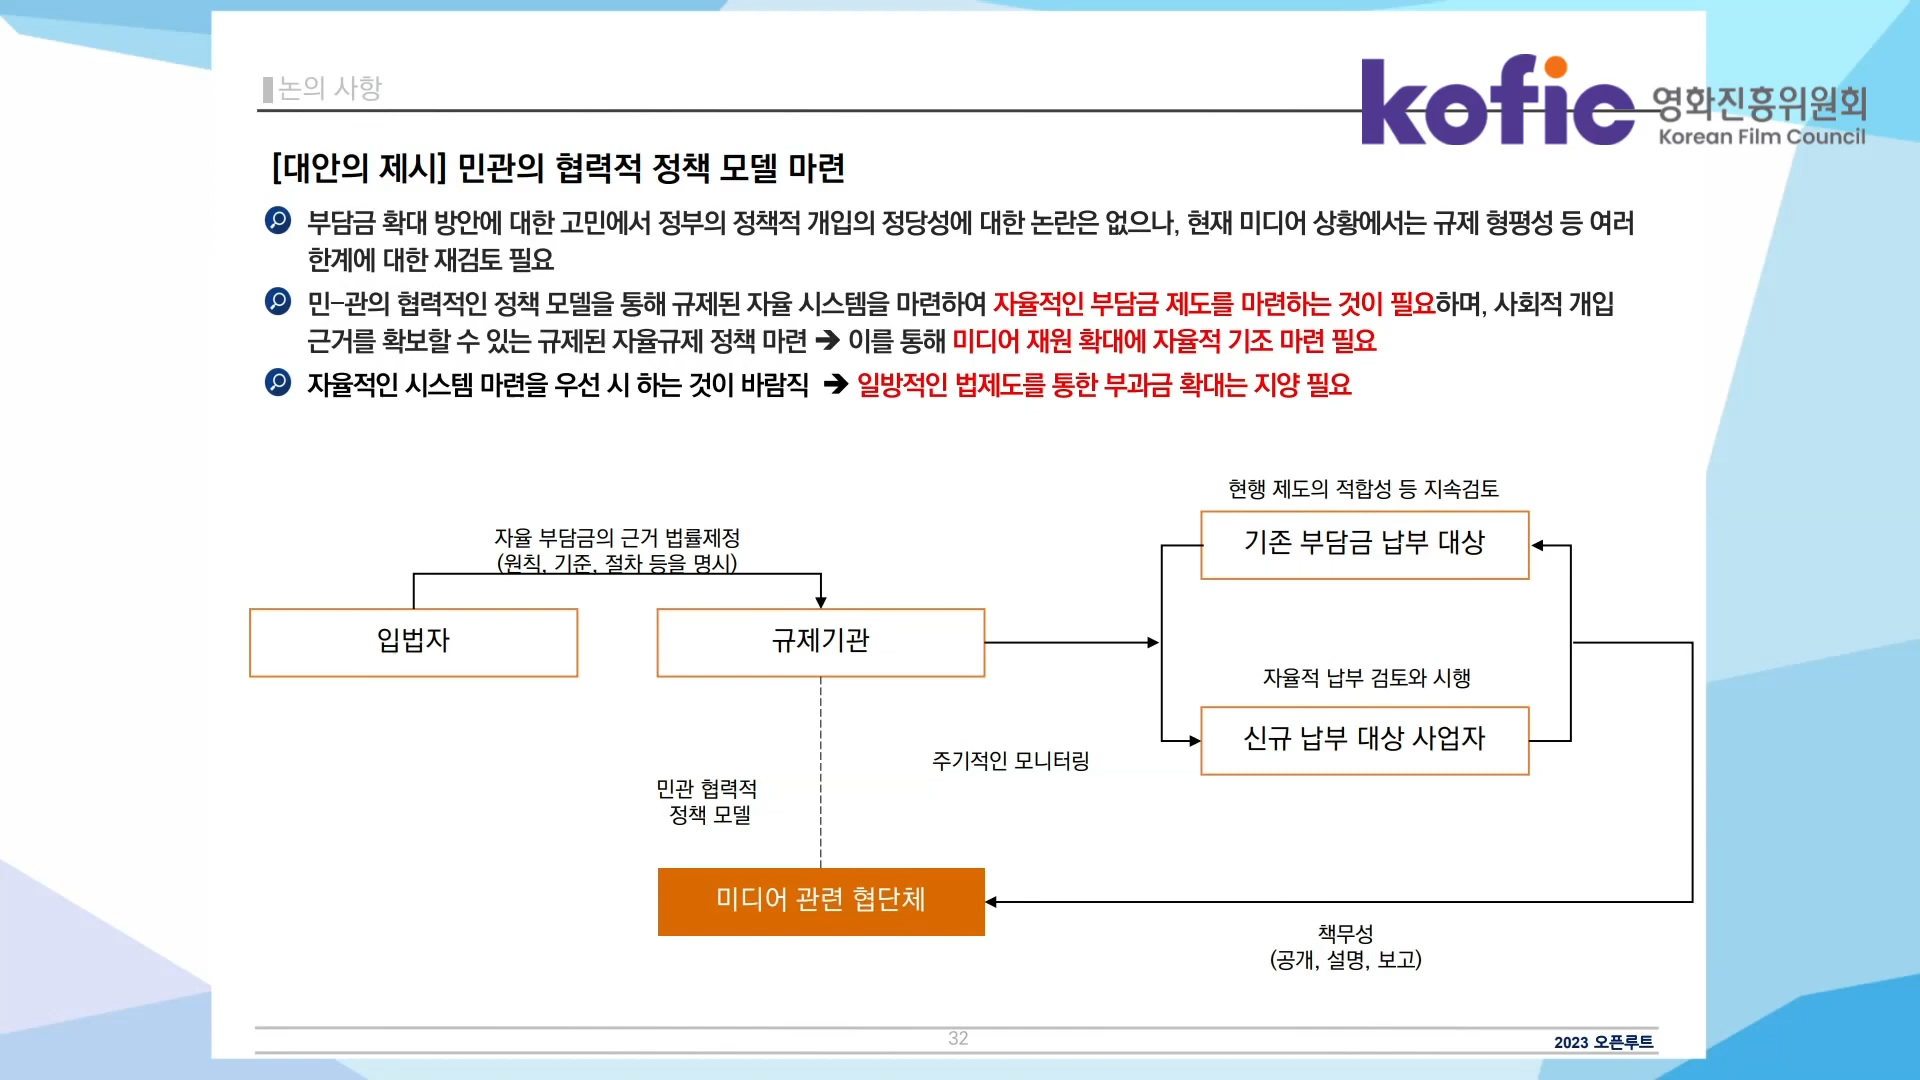 논의 사항
kofic 영화진흥위원회
Korean Film Council
[대안의 제시] 민관의 협력적 정책 모델 마련
부담금 확대 방안에 대한 고민에서 정부의 정책적 개입의 정당성에 대한 논란은 없으나, 현재 미디어 상황에서는 규제 형평성 등 여러
한계에 대한 재검토 필요
민-관의 협력적인 정책 모델을 통해 규제된 자율 시스템을 마련하여 자율적인 부담금 제도를 마련하는 것이 필요하며, 사회적 개입
근거를 확보할 수 있는 규제된 자율규제 정책 마련 ➔ 이를 통해 미디어 재원 확대에 자율적 기조 마련 필요
자율적인 시스템 마련을 우선 시 하는 것이 바람직 ➔ 일방적인 법제도를 통한 부과금 확대는 지양 필요
현행 제도의 적합성 등 지속검토
기존 부담금 납부 대상
자율 부담금의 근거 법률제정
(원칙, 기준, 절차 등을 명시)
입법자
규제기관
자율적 납부 검토와 시행
신규 납부 대상 사업자
주기적인 모니터링
민관 협력적
정책 모델
미디어 관련 협단체
책무성
(공개, 설명, 보고)
32
2023 오픈루트